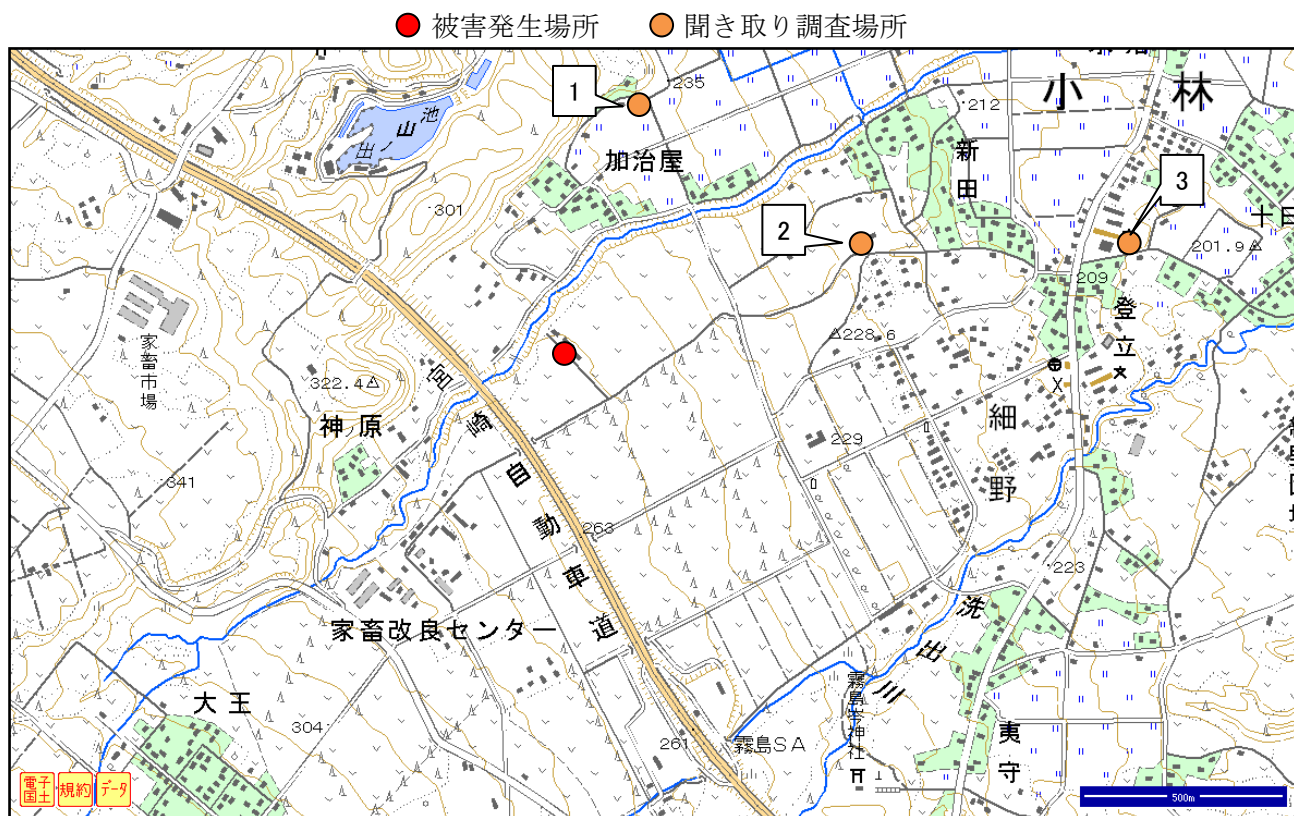 被害発生場所
聞き取り調査場所
1
235
小林
212
出ノ山池
加治屋
新田
3
301
2
201.9
209
登立
228.6
家畜市場
322.4
宮崎自動車道
神原
細野
229
341
263
223
洗出川
家畜改良センター
大王
304
霧島岑神社
夷守
261
霧島SA
電子国土
規約
データ
500m